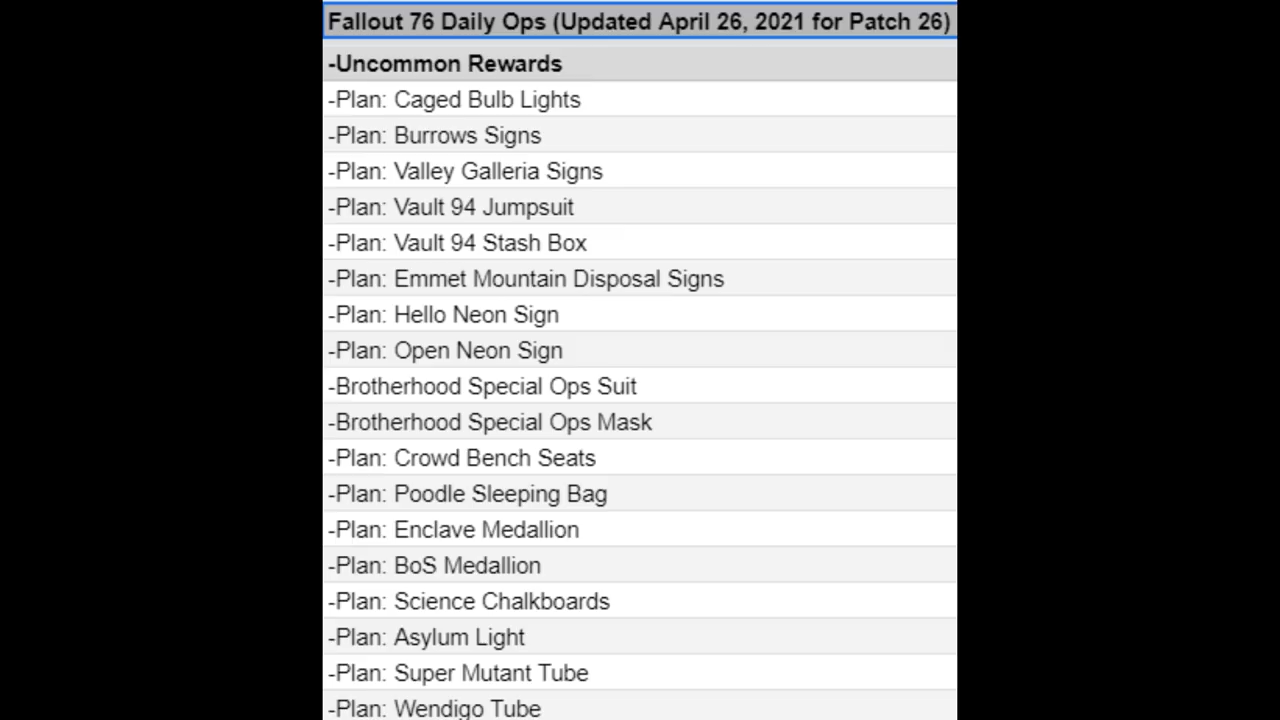 Fallout 76 Daily Ops (Updated April 26, 2021 for Patch 26)
-Uncommon Rewards
-Plan: Caged Bulb Lights
-Plan: Burrows Signs
-Plan: Valley Galleria Signs
-Plan: Vault 94 Jumpsuit
-Plan: Vault 94 Stash Box
-Plan: Emmet Mountain Disposal Signs
-Plan: Hello Neon Sign
-Plan: Open Neon Sign
-Brotherhood Special Ops Suit
-Brotherhood Special Ops Mask
-Plan: Crowd Bench Seats
-Plan: Poodle Sleeping Bag
-Plan: Enclave Medallion
-Plan: BoS Medallion
-Plan: Science Chalkboards
-Plan: Asylum Light
-Plan: Super Mutant Tube
-Plan: Wendigo Tube